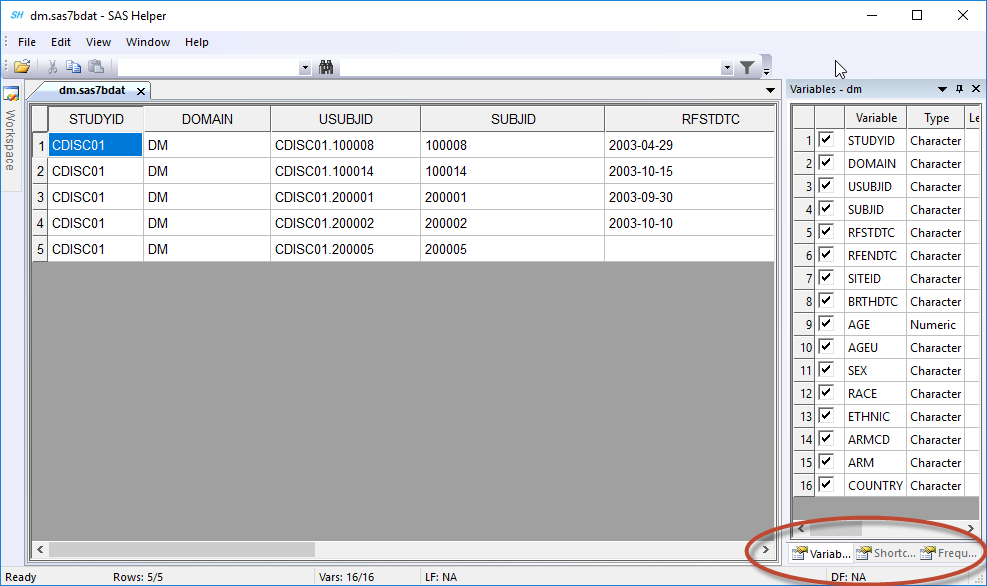 SH dm.sas7bdat - SAS Helper
File Edit View Window Help
dm.sas7bdat
Workspace
STUDYID DOMAIN USUBJID SUBJID RFSTDTC
1 CDISC01 DM CDISC01.100008 100008 2003-04-29
2 CDISC01 DM CDISC01.100014 100014 2003-10-15
3 CDISC01 DM CDISC01.200001 200001 2003-09-30
4 CDISC01 DM CDISC01.200002 200002 2003-10-10
5 CDISC01 DM CDISC01.200005 200005
Variables - dm
Variable Type Le
1 STUDYID Character
2 DOMAIN Character
3 USUBJID Character
4 SUBJID Character
5 RFSTDTC Character
6 RFENDTC Character
7 SITEID Character
8 BRTHDTC Character
9 AGE Numeric
10 AGEU Character
11 SEX Character
12 RACE Character
13 ETHNIC Character
14 ARMCD Character
15 ARM Character
16 COUNTRY Character
Variab... Shortc... Frequ...
Ready Rows: 5/5 Vars: 16/16 LF: NA DF: NA